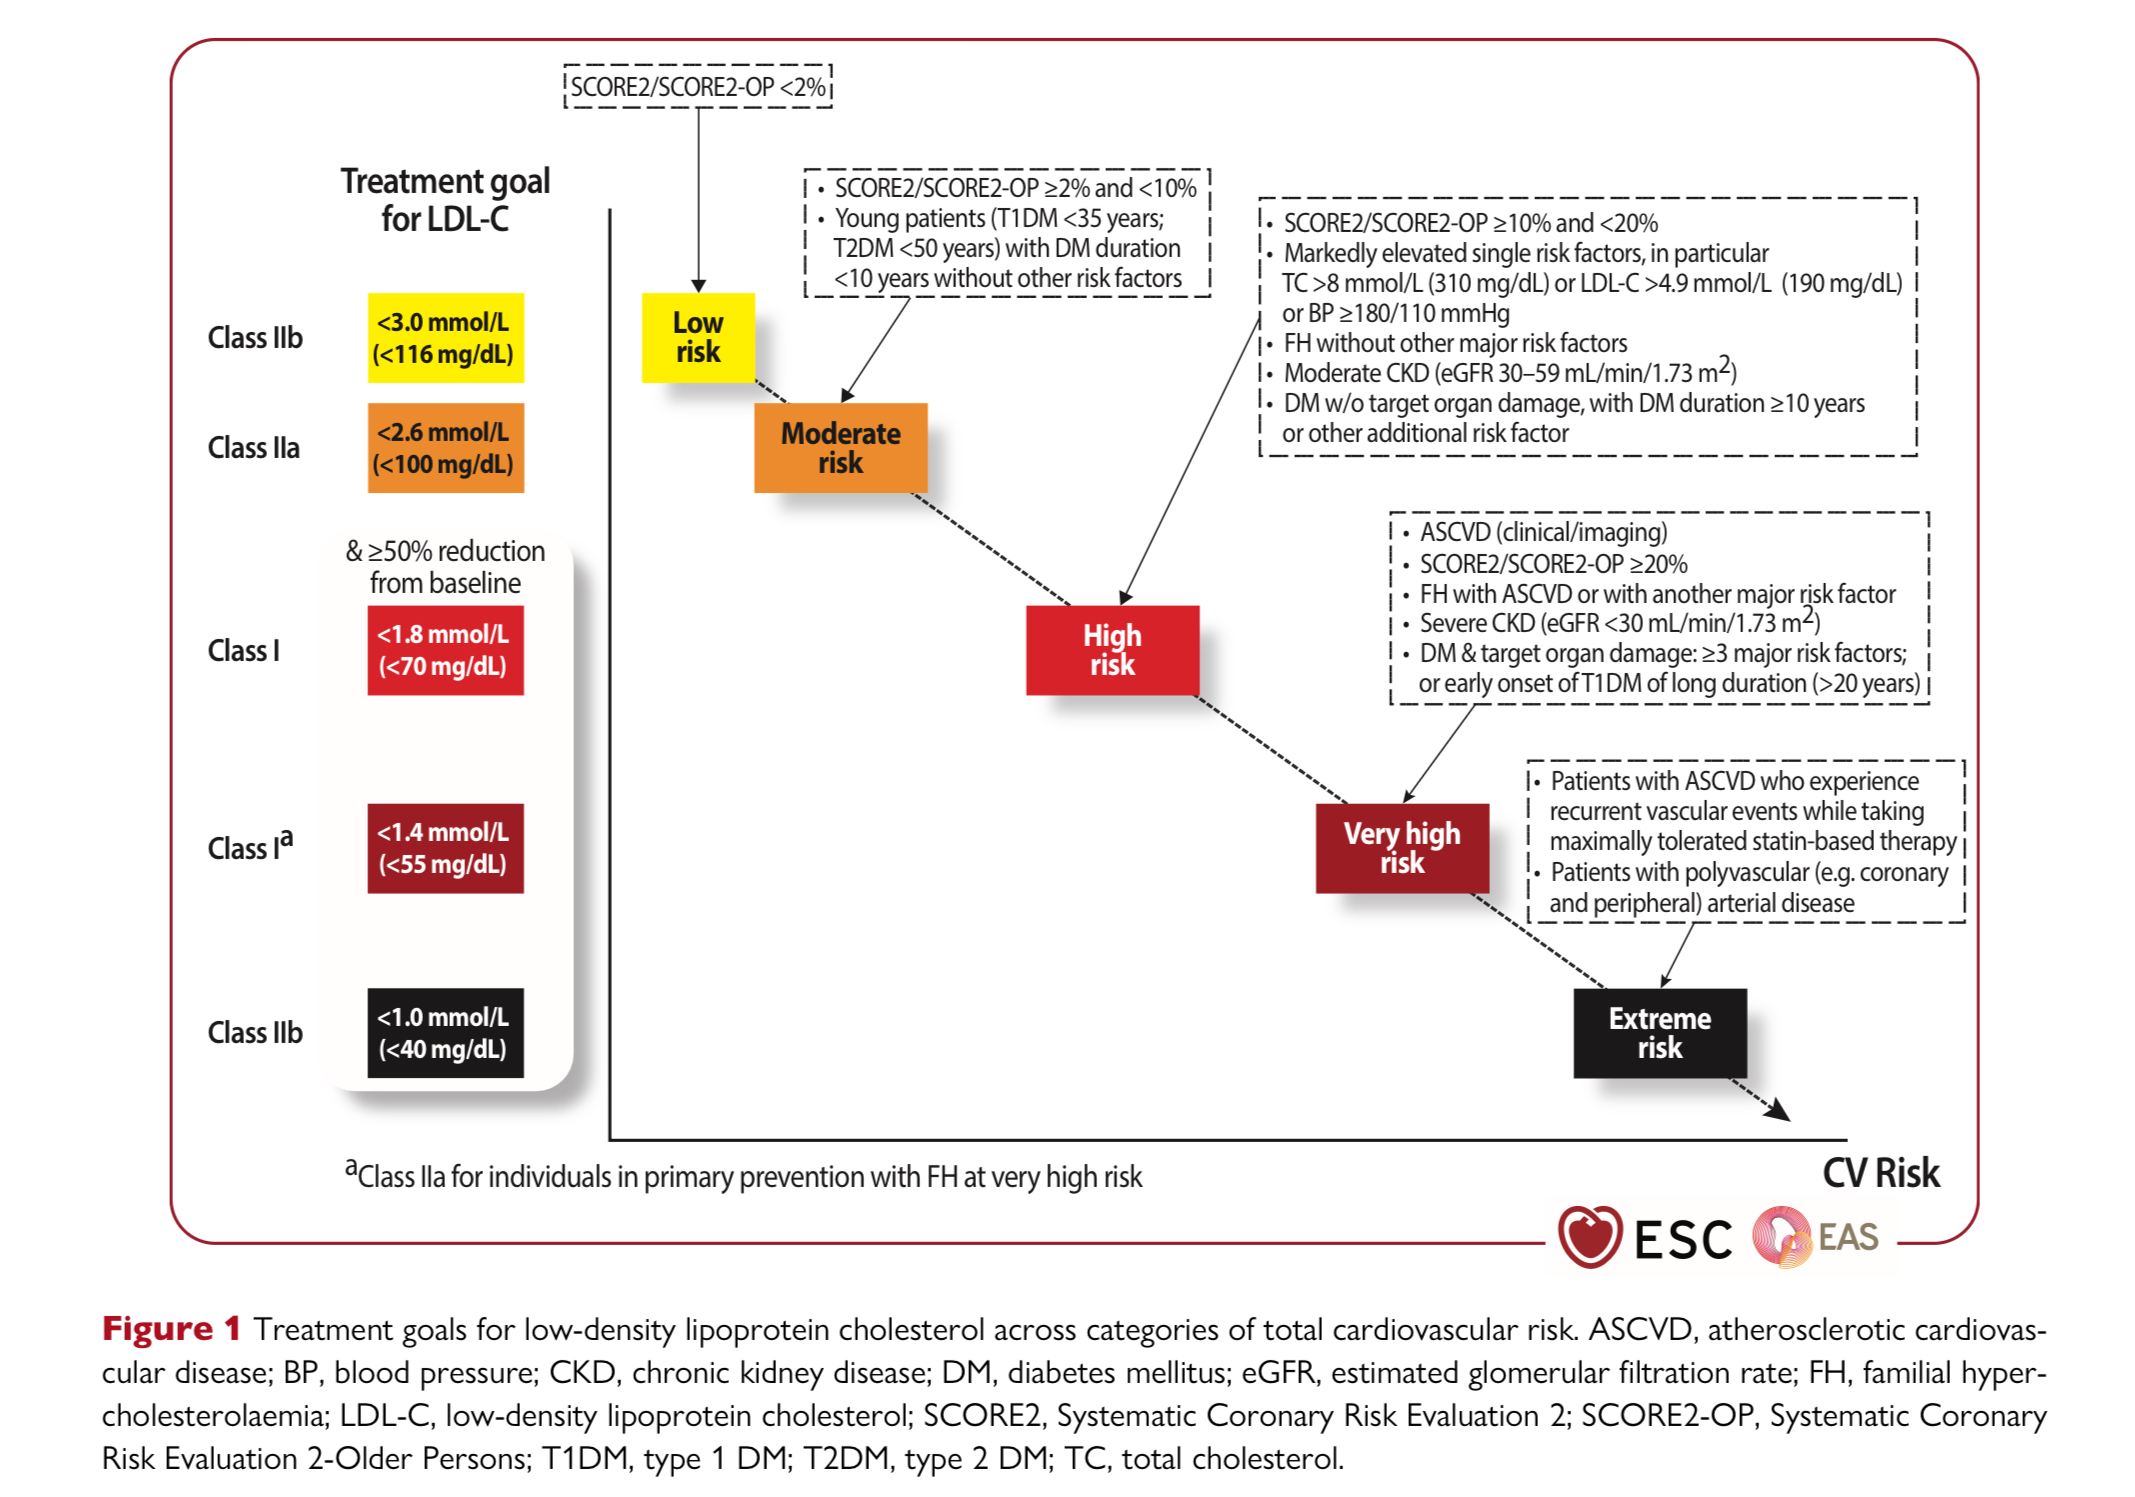 SCORE2/SCORE2-OP <2%
Treatment goal
for LDL-C
• SCORE2/SCORE2-OP ≥2% and <10%
• Young patients (T1DM <35 years;
T2DM <50 years) with DM duration
<10 years without other risk factors
• SCORE2/SCORE2-OP ≥10% and <20%
• Markedly elevated single risk factors, in particular
TC >8 mmol/L (310 mg/dL) or LDL-C >4.9 mmol/L (190 mg/dL)
or BP ≥180/110 mmHg
• FH without other major risk factors
• Moderate CKD (eGFR 30–59 mL/min/1.73 m²)
• DM w/o target organ damage, with DM duration ≥10 years
or other additional risk factor
Class IIb
<3.0 mmol/L
(<116 mg/dL)
Low
risk
Class IIa
<2.6 mmol/L
(<100 mg/dL)
Moderate
risk
& ≥50% reduction
from baseline
• ASCVD (clinical/imaging)
• SCORE2/SCORE2-OP ≥20%
• FH with ASCVD or with another major risk factor
• Severe CKD (eGFR <30 mL/min/1.73 m²)
• DM & target organ damage: ≥3 major risk factors;
or early onset of T1DM of long duration (>20 years)
Class I
<1.8 mmol/L
(<70 mg/dL)
High
risk
• Patients with ASCVD who experience
recurrent vascular events while taking
maximally tolerated statin-based therapy
• Patients with polyvascular (e.g. coronary
and peripheral) arterial disease
Class Iᵃ
<1.4 mmol/L
(<55 mg/dL)
Very high
risk
Class IIb
<1.0 mmol/L
(<40 mg/dL)
Extreme
risk
ᵃClass IIa for individuals in primary prevention with FH at very high risk
CV Risk
ESC
EAS
Figure 1 Treatment goals for low-density lipoprotein cholesterol across categories of total cardiovascular risk. ASCVD, atherosclerotic cardiovas-
cular disease; BP, blood pressure; CKD, chronic kidney disease; DM, diabetes mellitus; eGFR, estimated glomerular filtration rate; FH, familial hyper-
cholesterolaemia; LDL-C, low-density lipoprotein cholesterol; SCORE2, Systematic Coronary Risk Evaluation 2; SCORE2-OP, Systematic Coronary
Risk Evaluation 2-Older Persons; T1DM, type 1 DM; T2DM, type 2 DM; TC, total cholesterol.